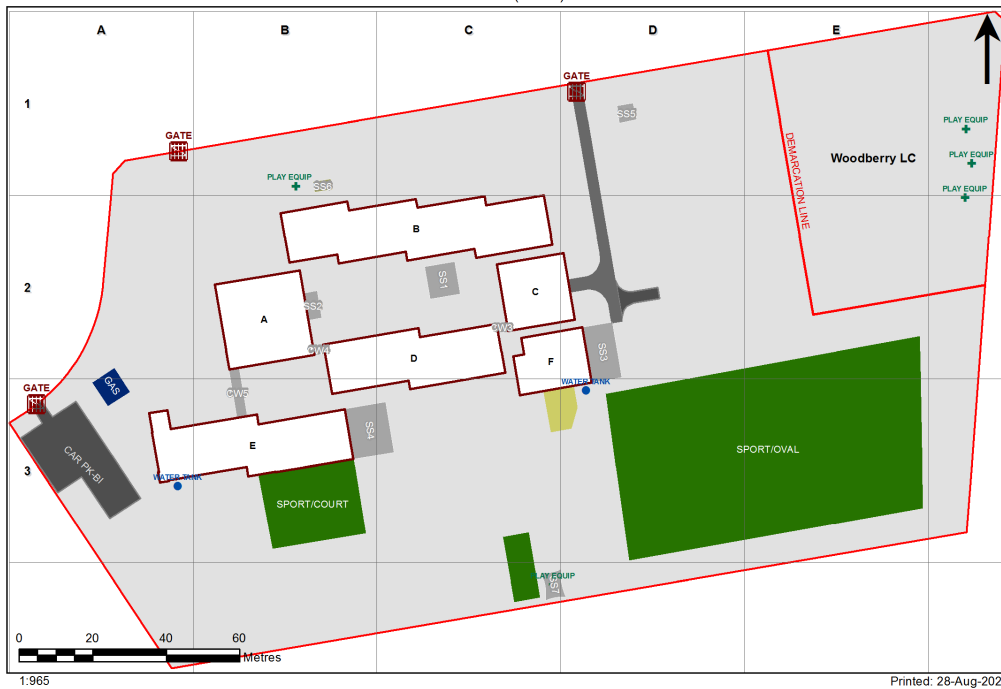 A B C D E
GATE
1
SS5
PLAY EQUIP
GATE
DEMARCATION LINE
Woodberry LC
PLAY EQUIP
PLAY EQUIP
SS6
PLAY EQUIP
B
2
SS1
C
SS2
A
CW3
CW4
D
F
SS3
GATE
GAS
WATER TANK
CW5
SS4
E
SPORT/OVAL
3
CAR PK-BI
WATER TANK
SPORT/COURT
PLAY EQUIP
SS7
0 20 40 60
Metres
1:965
Printed: 28-Aug-202